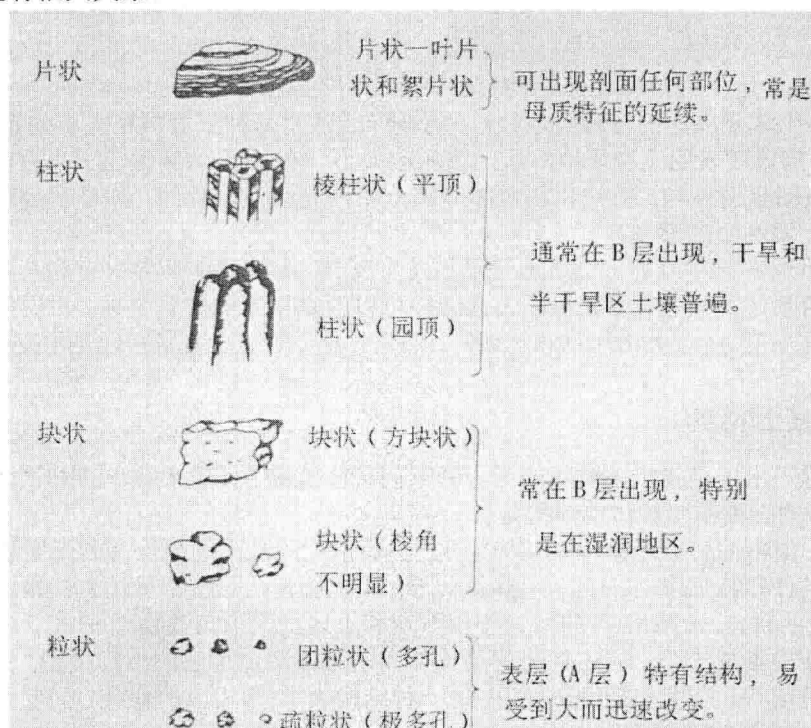 片状
片状—叶片
状和絮片状
可出现剖面任何部位，常是
母质特征的延续。
柱状
棱柱状（平顶）
柱状（园顶）
通常在B层出现，干旱和
半干旱区土壤普遍。
块状
块状（方块状）
块状（棱角
不明显）
常在B层出现，特别
是在湿润地区。
粒状
团粒状（多孔）
疏粒状（极多孔）
表层(A层）特有结构，易
受到大而迅速改变。